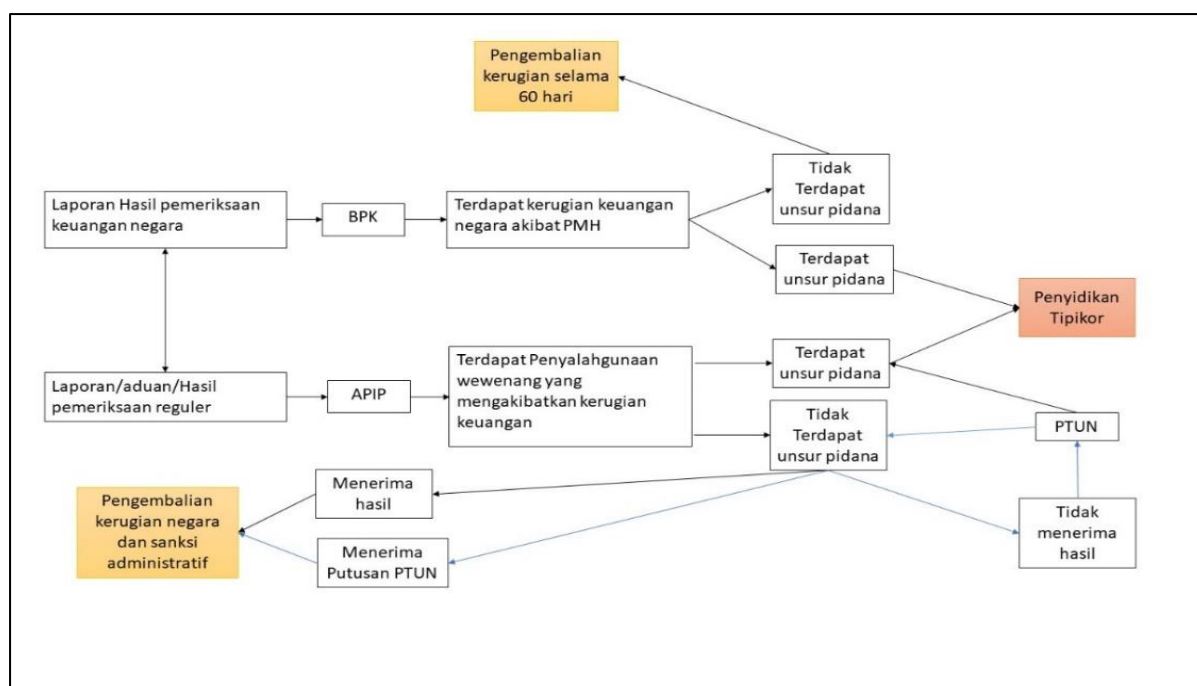 Pengembalian
kerugian selama
60 hari
Tidak
Terdapat
unsur pidana
Laporan Hasil pemeriksaan
keuangan negara
BPK
Terdapat kerugian keuangan
negara akibat PMH
Terdapat
unsur pidana
Penyidikan
Tipikor
Laporan/aduan/Hasil
pemeriksaan reguler
APIP
Terdapat Penyalahgunaan
wewenang yang
mengakibatkan kerugian
keuangan
Terdapat
unsur pidana
Tidak
Terdapat
unsur pidana
PTUN
Menerima
hasil
Tidak
menerima
hasil
Pengembalian
kerugian negara
dan sanksi
administratif
Menerima
Putusan PTUN